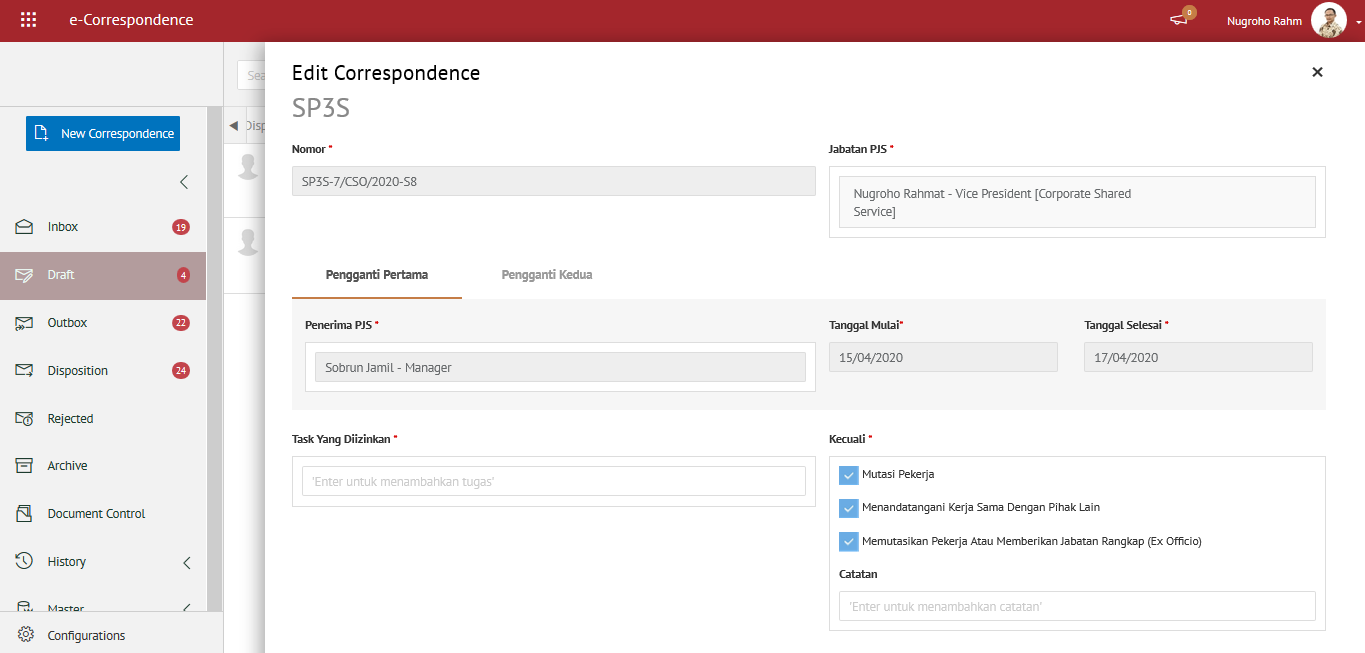 e-Correspondence
0
Nugroho Rahm
New Correspondence
Inbox
19
Draft
4
Outbox
22
Disposition
24
Rejected
Archive
Document Control
History
Master
Configurations
Sea
Disp
Edit Correspondence
SP3S
Nomor *
SP3S-7/CSO/2020-S8
Jabatan PJS *
Nugroho Rahmat - Vice President [Corporate Shared
Service]
Pengganti Pertama
Pengganti Kedua
Penerima PJS *
Sobrun Jamil - Manager
Tanggal Mulai*
15/04/2020
Tanggal Selesai *
17/04/2020
Task Yang Diizinkan *
'Enter untuk menambahkan tugas'
Kecuali *
Mutasi Pekerja
Menandatangani Kerja Sama Dengan Pihak Lain
Memutasikan Pekerja Atau Memberikan Jabatan Rangkap (Ex Officio)
Catatan
'Enter untuk menambahkan catatan'